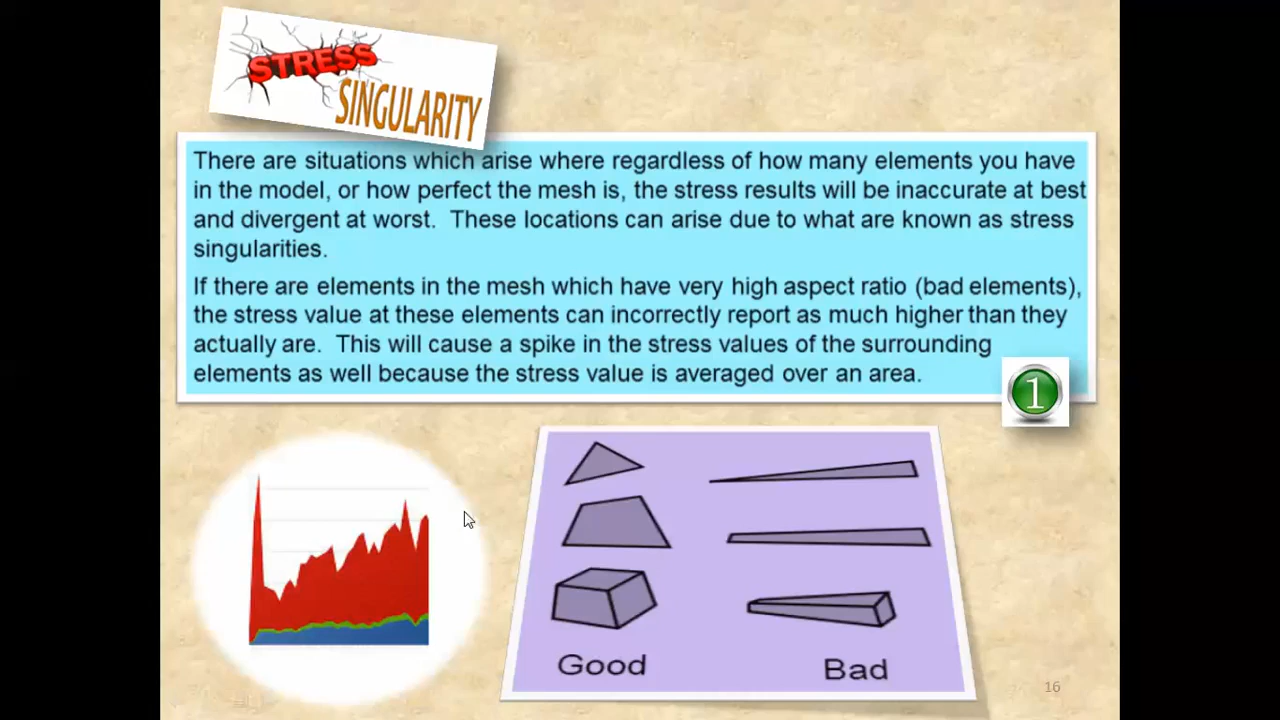 STRESS
SINGULARITY
There are situations which arise where regardless of how many elements you have
in the model, or how perfect the mesh is, the stress results will be inaccurate at best
and divergent at worst.  These locations can arise due to what are known as stress
singularities.
If there are elements in the mesh which have very high aspect ratio (bad elements),
the stress value at these elements can incorrectly report as much higher than they
actually are.  This will cause a spike in the stress values of the surrounding
elements as well because the stress value is averaged over an area.
1
Good
Bad
16